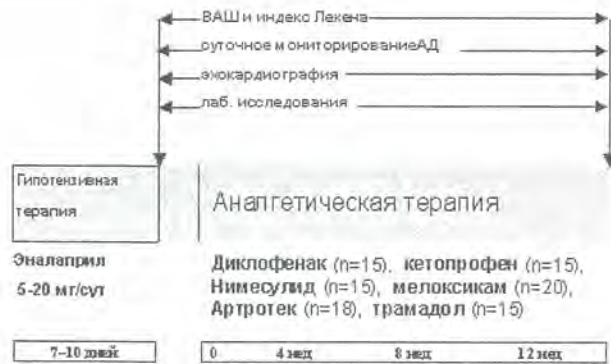 ВАШ и индекс Лекена
суточное мониторированиеАД
эхокардиография
лаб. исследования
Гипотензивная
терапия
Аналгетическая терапия
Эналаприл
5-20 мг/сут
Диклофенак (n=15), кетопрофен (n=15),
Нимесулид (n=15), мелоксикам (n=20),
Артротек (n=18), трамадол (n=15)
7–10 дней
0 4 нед 8 нед 12 нед